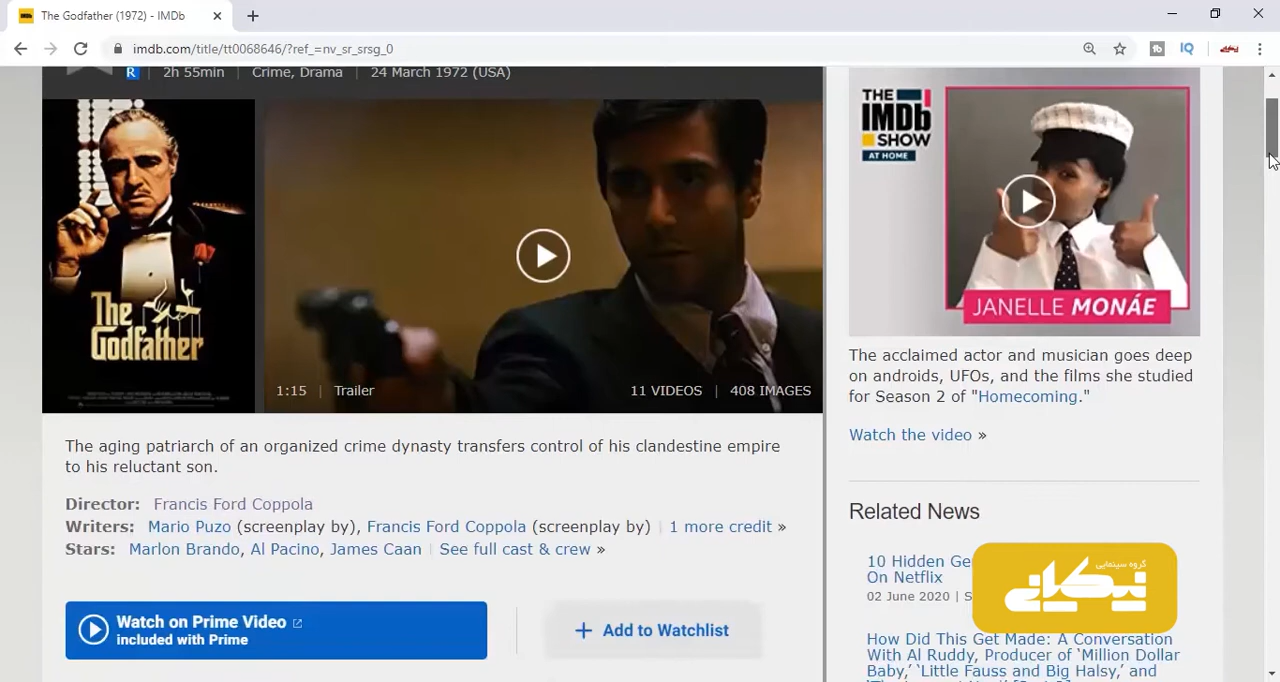 The Godfather (1972) - IMDb
imdb.com/title/tt0068646/?ref_=nv_sr_srsg_0
R | 2h 55min | Crime, Drama | 24 March 1972 (USA)
The
Godfather
1:15 | Trailer
11 VIDEOS | 408 IMAGES
The aging patriarch of an organized crime dynasty transfers control of his clandestine empire
to his reluctant son.
Director: Francis Ford Coppola
Writers: Mario Puzo (screenplay by), Francis Ford Coppola (screenplay by) | 1 more credit »
Stars: Marlon Brando, Al Pacino, James Caan | See full cast & crew »
Watch on Prime Video
included with Prime
+ Add to Watchlist
THE
IMDb
SHOW
AT HOME
JANELLE MONÁE
The acclaimed actor and musician goes deep
on androids, UFOs, and the films she studied
for Season 2 of "Homecoming."
Watch the video »
Related News
10 Hidden Ge
On Netflix
02 June 2020 | S
How Did This Get Made: A Conversation
With Al Ruddy, Producer of 'Million Dollar
Baby,' 'Little Fauss and Big Halsy,' and
گروه سینمایی